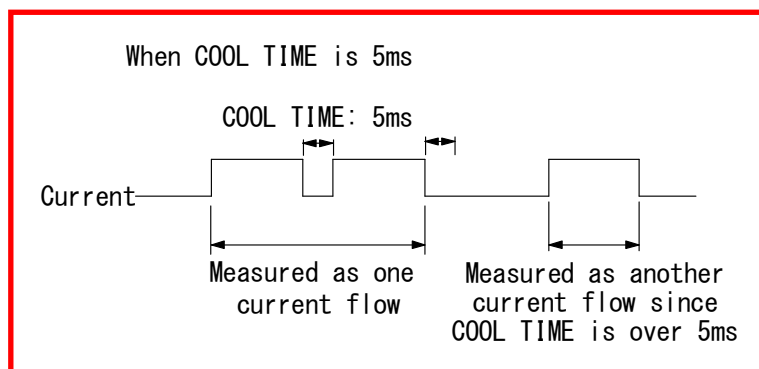 When COOL TIME is 5ms
COOL TIME: 5ms
Current
Measured as one
current flow
Measured as another
current flow since
COOL TIME is over 5ms